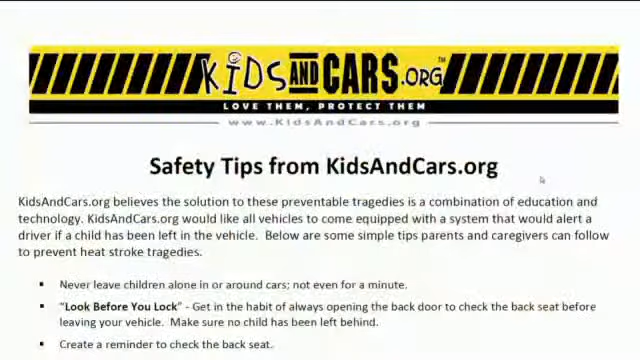 KiDS AND CARS.ORG™
LOVE THEM, PROTECT THEM
www.KidsAndCars.org
Safety Tips from KidsAndCars.org
KidsAndCars.org believes the solution to these preventable tragedies is a combination of education and
technology. KidsAndCars.org would like all vehicles to come equipped with a system that would alert a
driver if a child has been left in the vehicle.  Below are some simple tips parents and caregivers can follow
to prevent heat stroke tragedies.
▪ Never leave children alone in or around cars; not even for a minute.
▪ "Look Before You Lock" - Get in the habit of always opening the back door to check the back seat before
leaving your vehicle.  Make sure no child has been left behind.
▪ Create a reminder to check the back seat.